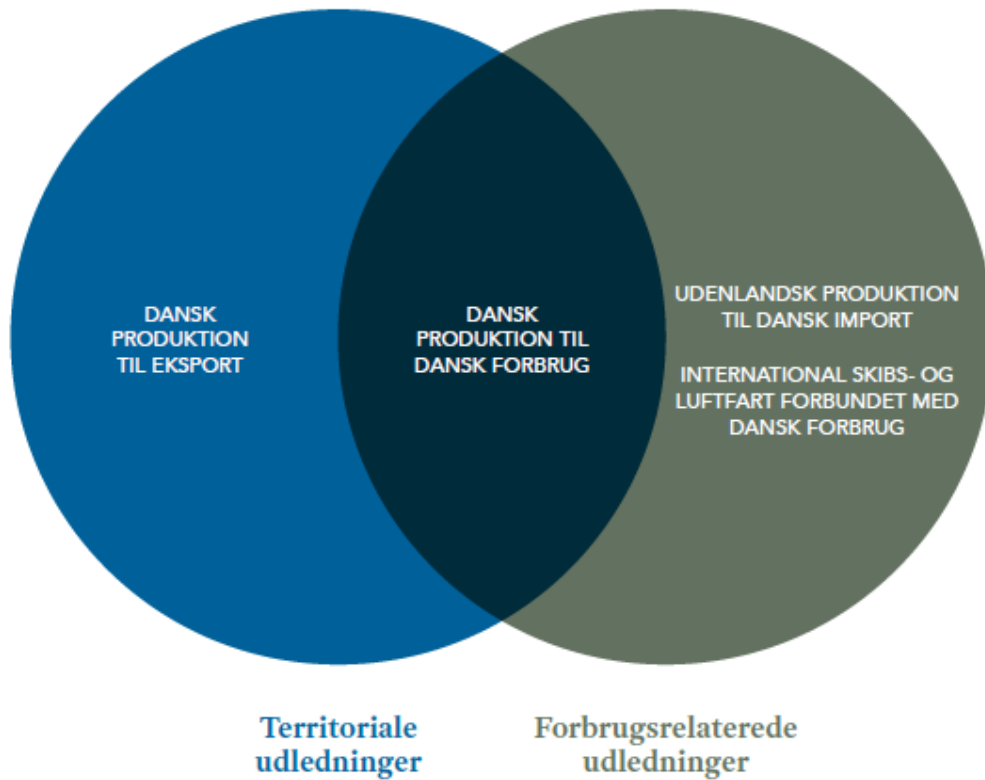 DANSK
PRODUKTION
TIL EKSPORT
DANSK
PRODUKTION TIL
DANSK FORBRUG
UDENLANDSK PRODUKTION
TIL DANSK IMPORT
INTERNATIONAL SKIBS- OG
LUFTFART FORBUNDET MED
DANSK FORBRUG
Territoriale
udledninger
Forbrugsrelaterede
udledninger